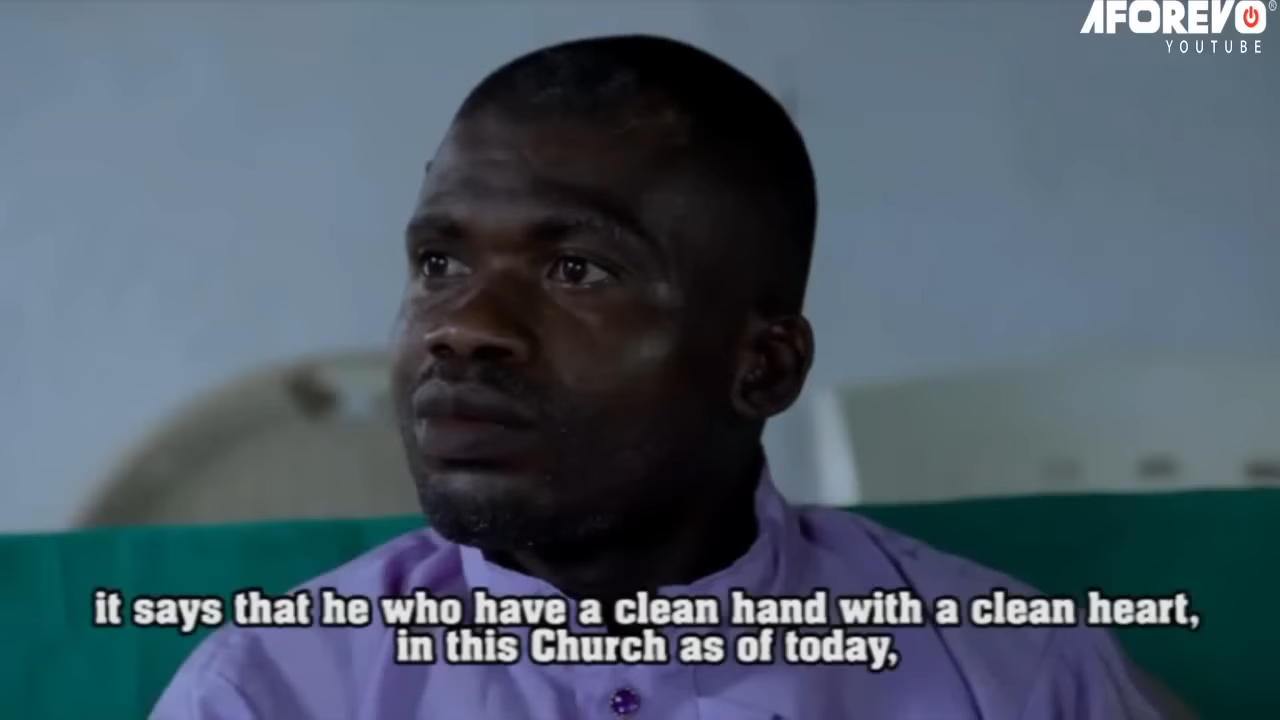 AFOREVO®
YOUTUBE
it says that he who have a clean hand with a clean heart,
in this Church as of today,